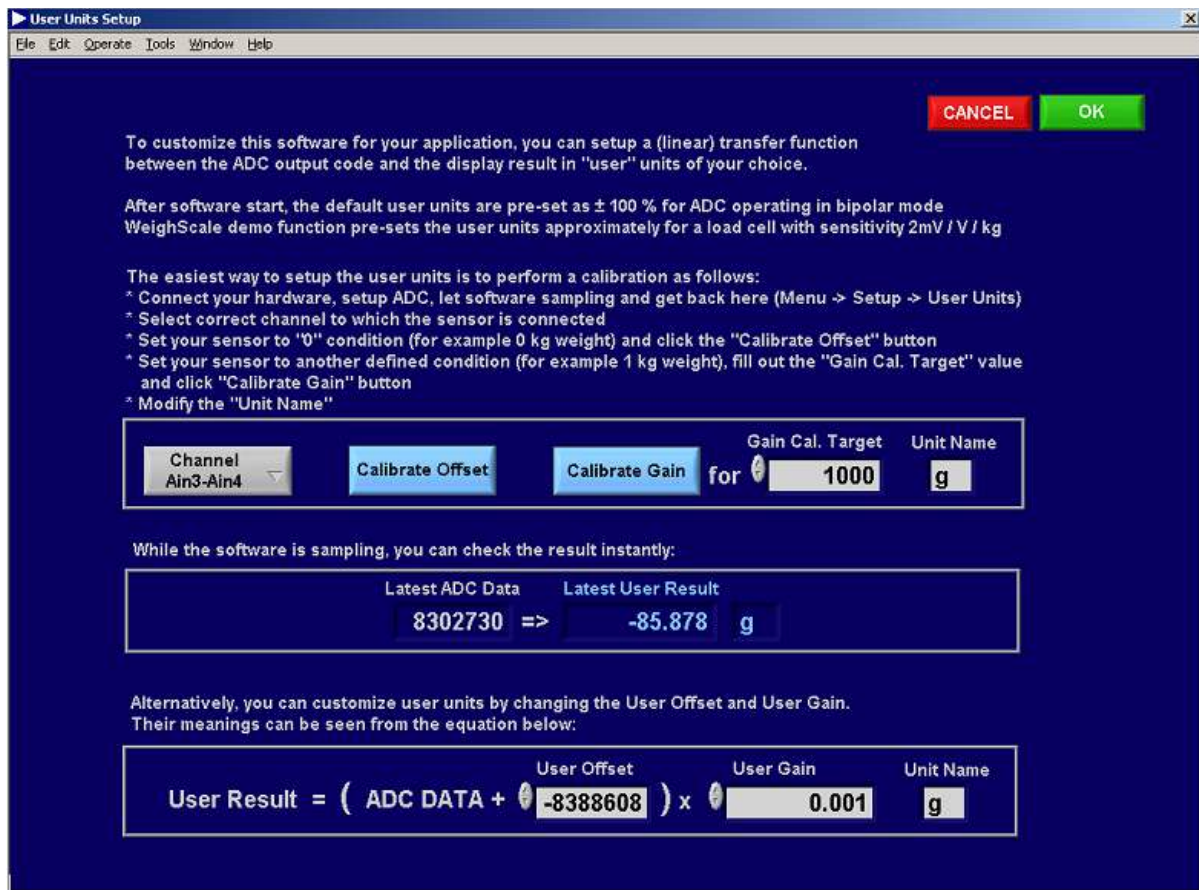 User Units Setup
File Edit Operate Tools Window Help
CANCEL OK
To customize this software for your application, you can setup a (linear) transfer function
between the ADC output code and the display result in "user" units of your choice.
After software start, the default user units are pre-set as ± 100 % for ADC operating in bipolar mode
WeighScale demo function pre-sets the user units approximately for a load cell with sensitivity 2mV / V / kg
The easiest way to setup the user units is to perform a calibration as follows:
* Connect your hardware, setup ADC, let software sampling and get back here (Menu -> Setup -> User Units)
* Select correct channel to which the sensor is connected
* Set your sensor to "0" condition (for example 0 kg weight) and click the "Calibrate Offset" button
* Set your sensor to another defined condition (for example 1 kg weight), fill out the "Gain Cal. Target" value
and click "Calibrate Gain" button
* Modify the "Unit Name"
Gain Cal. Target Unit Name
Channel
Ain3-Ain4
Calibrate Offset Calibrate Gain for 1000 g
While the software is sampling, you can check the result instantly:
Latest ADC Data Latest User Result
8302730 => -85.878 g
Alternatively, you can customize user units by changing the User Offset and User Gain.
Their meanings can be seen from the equation below:
User Offset User Gain Unit Name
User Result = ( ADC DATA + -8388608 ) x 0.001 g